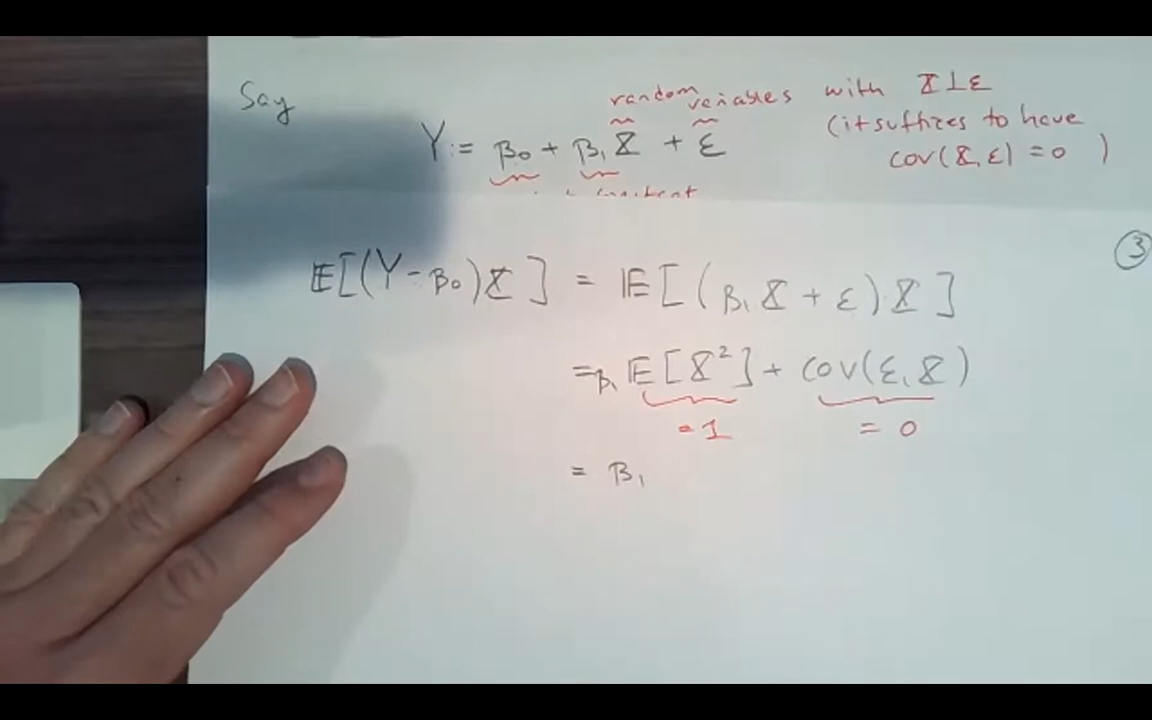 Say
random variables with X⊥ε
Y := β₀ + β₁X + ε (it suffices to have
cov(X,ε) = 0 )
constant
③
E[(Y-β₀)X] = E[(β₁X + ε)X]
= β₁E[X²] + cov(ε,X)
= 1 = 0
= β₁